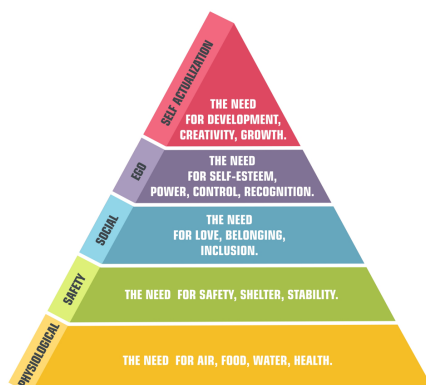 SELF ACTUALIZATION
THE NEED
FOR DEVELOPMENT,
CREATIVITY, GROWTH.
EGO
THE NEED
FOR SELF-ESTEEM,
POWER, CONTROL, RECOGNITION.
SOCIAL
THE NEED
FOR LOVE, BELONGING,
INCLUSION.
SAFETY
THE NEED FOR SAFETY, SHELTER, STABILITY.
PHYSIOLOGICAL
THE NEED FOR AIR, FOOD, WATER, HEALTH.